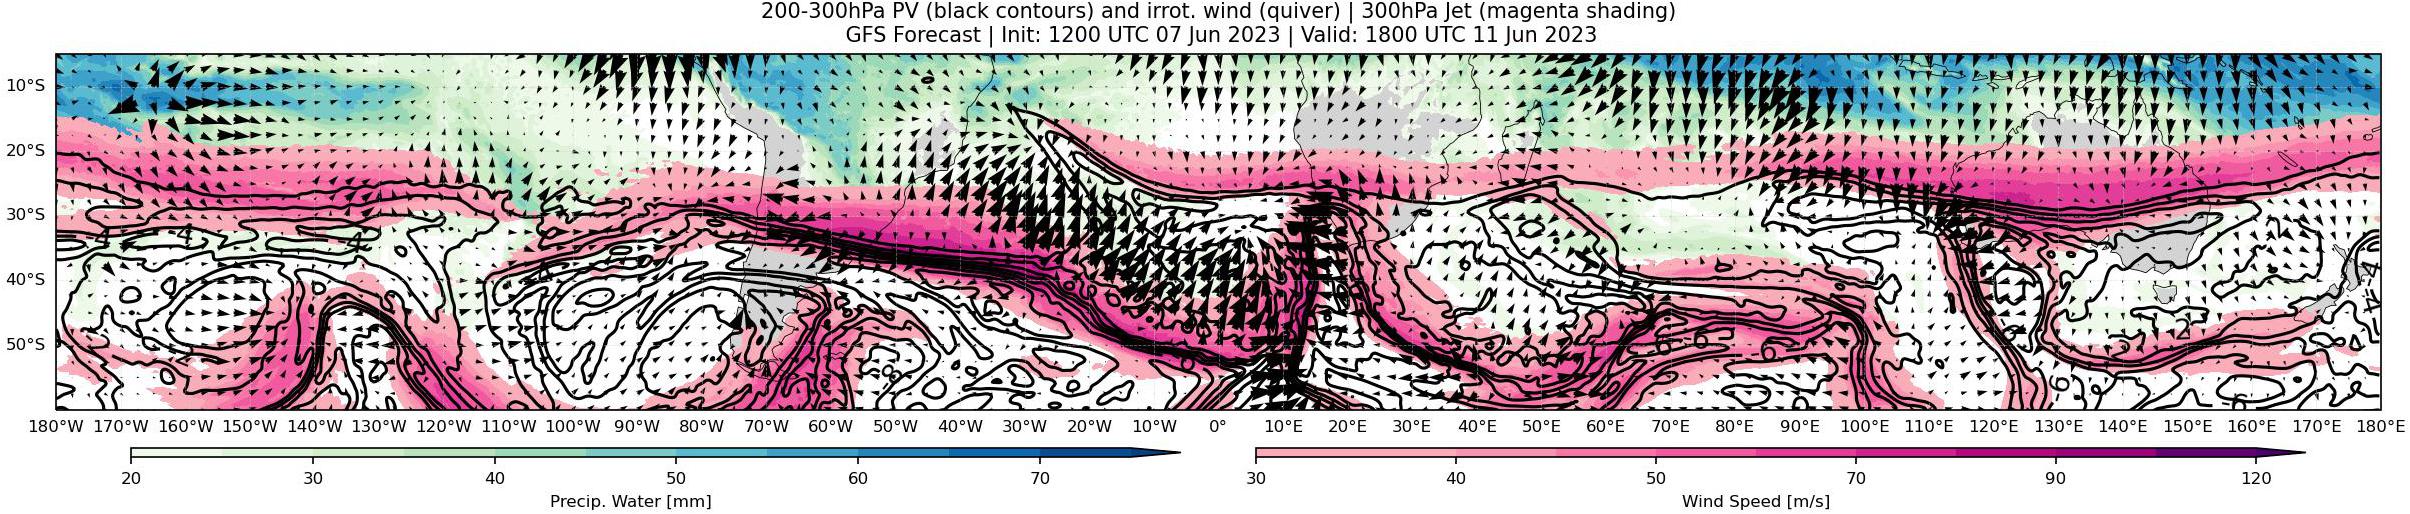 200-300hPa PV (black contours) and irrot. wind (quiver) | 300hPa Jet (magenta shading)
GFS Forecast | Init: 1200 UTC 07 Jun 2023 | Valid: 1800 UTC 11 Jun 2023
10°S
20°S
30°S
40°S
50°S
180°W 170°W 160°W 150°W 140°W 130°W 120°W 110°W 100°W 90°W 80°W 70°W 60°W 50°W 40°W 30°W 20°W 10°W 0° 10°E 20°E 30°E 40°E 50°E 60°E 70°E 80°E 90°E 100°E 110°E 120°E 130°E 140°E 150°E 160°E 170°E 180°E
20 30 40 50 60 70
Precip. Water [mm]
30 40 50 70 90 120
Wind Speed [m/s]